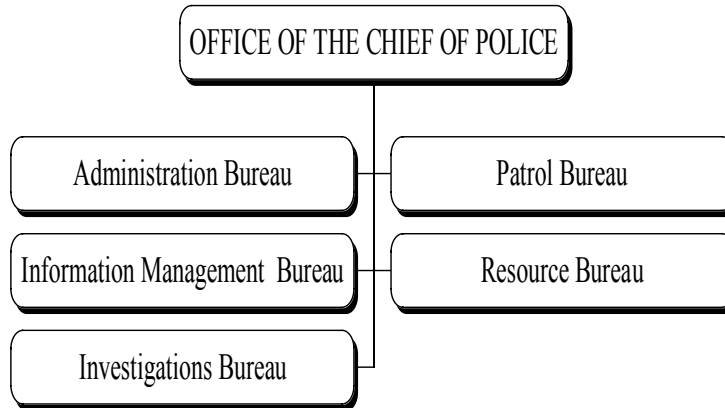 OFFICE OF THE CHIEF OF POLICE
Administration Bureau
Patrol Bureau
Information Management Bureau
Resource Bureau
Investigations Bureau